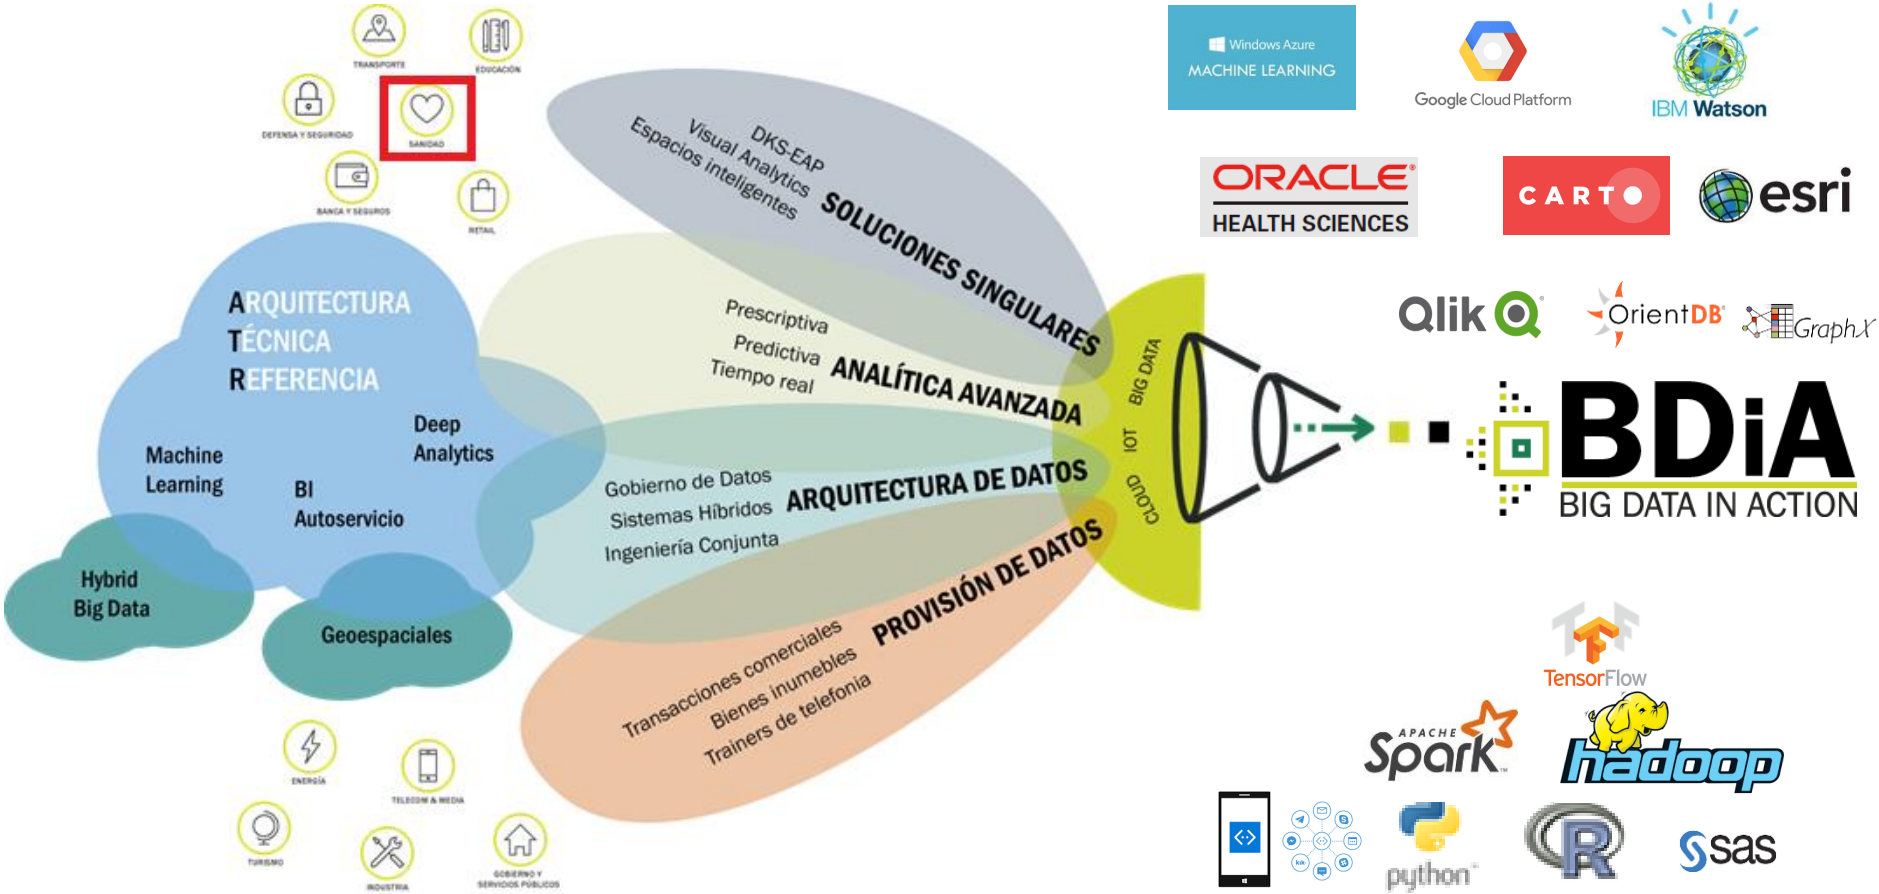 TRANSPORTE
EDUCACIÓN
DEFENSA Y SEGURIDAD
SANIDAD
BANCA Y SEGUROS
RETAIL
ARQUITECTURA
TÉCNICA
REFERENCIA
Machine
Learning
Deep
Analytics
BI
Autoservicio
Hybrid
Big Data
Geoespaciales
ENERGÍA
TELECOM & MEDIA
TURISMO
INDUSTRIA
GOBIERNO Y
SERVICIOS PÚBLICOS
DKS-EAP
Visual Analytics
Espacios inteligentes
SOLUCIONES SINGULARES
Prescriptiva
Predictiva
Tiempo real
ANALÍTICA AVANZADA
Gobierno de Datos
Sistemas Híbridos
Ingeniería Conjunta
ARQUITECTURA DE DATOS
Transacciones comerciales
Bienes inumebles
Trainers de telefonia
PROVISIÓN DE DATOS
BIG DATA
IOT
CLOUD
Windows Azure
MACHINE LEARNING
Google Cloud Platform
IBM Watson
ORACLE
HEALTH SCIENCES
CARTO
esri
Qlik
OrientDB
GraphX
BDiA
BIG DATA IN ACTION
TensorFlow
APACHE
Spark
hadoop
kik
python
R
sas